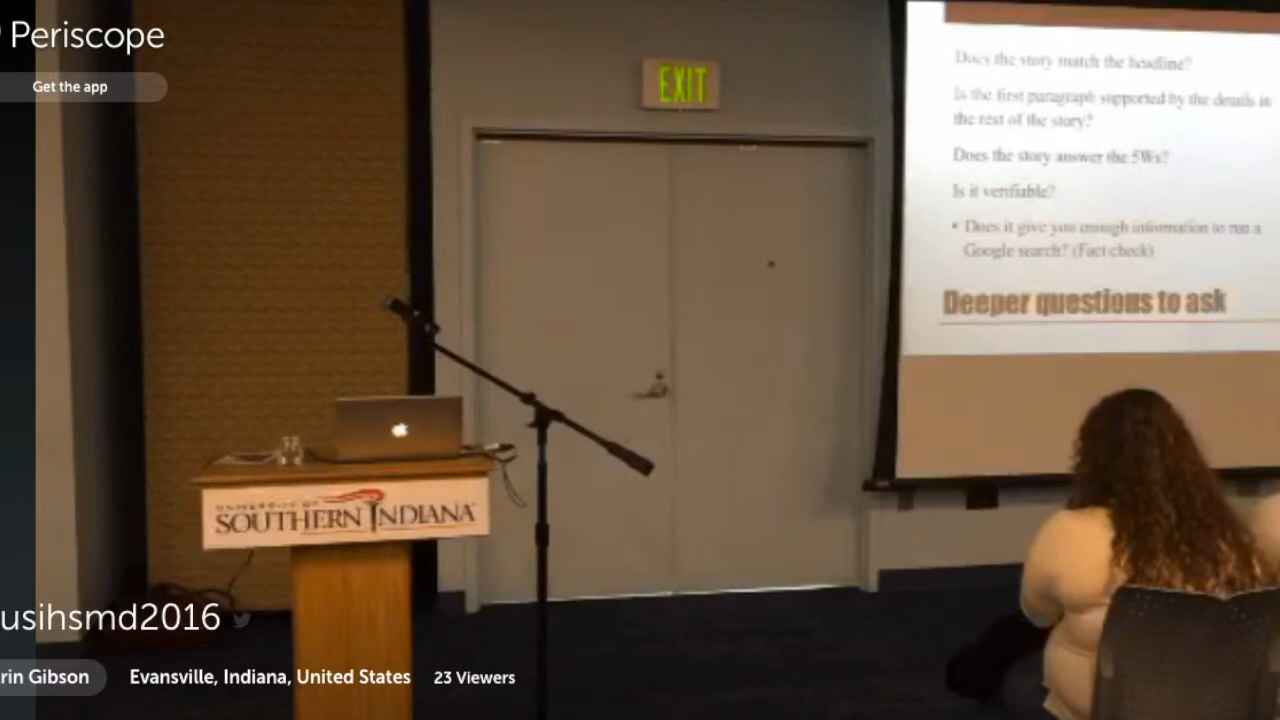 Periscope
Get the app
EXIT
Does the story match the headline?
Is the first paragraph supported by the details in
the rest of the story?
Does the story answer the 5Ws?
Is it verifiable?
• Does it give you enough information to run a
Google search? (Fact check)
Deeper questions to ask
UNIVERSITY OF
SOUTHERN INDIANA
usihsmd2016
rin Gibson
Evansville, Indiana, United States
23 Viewers